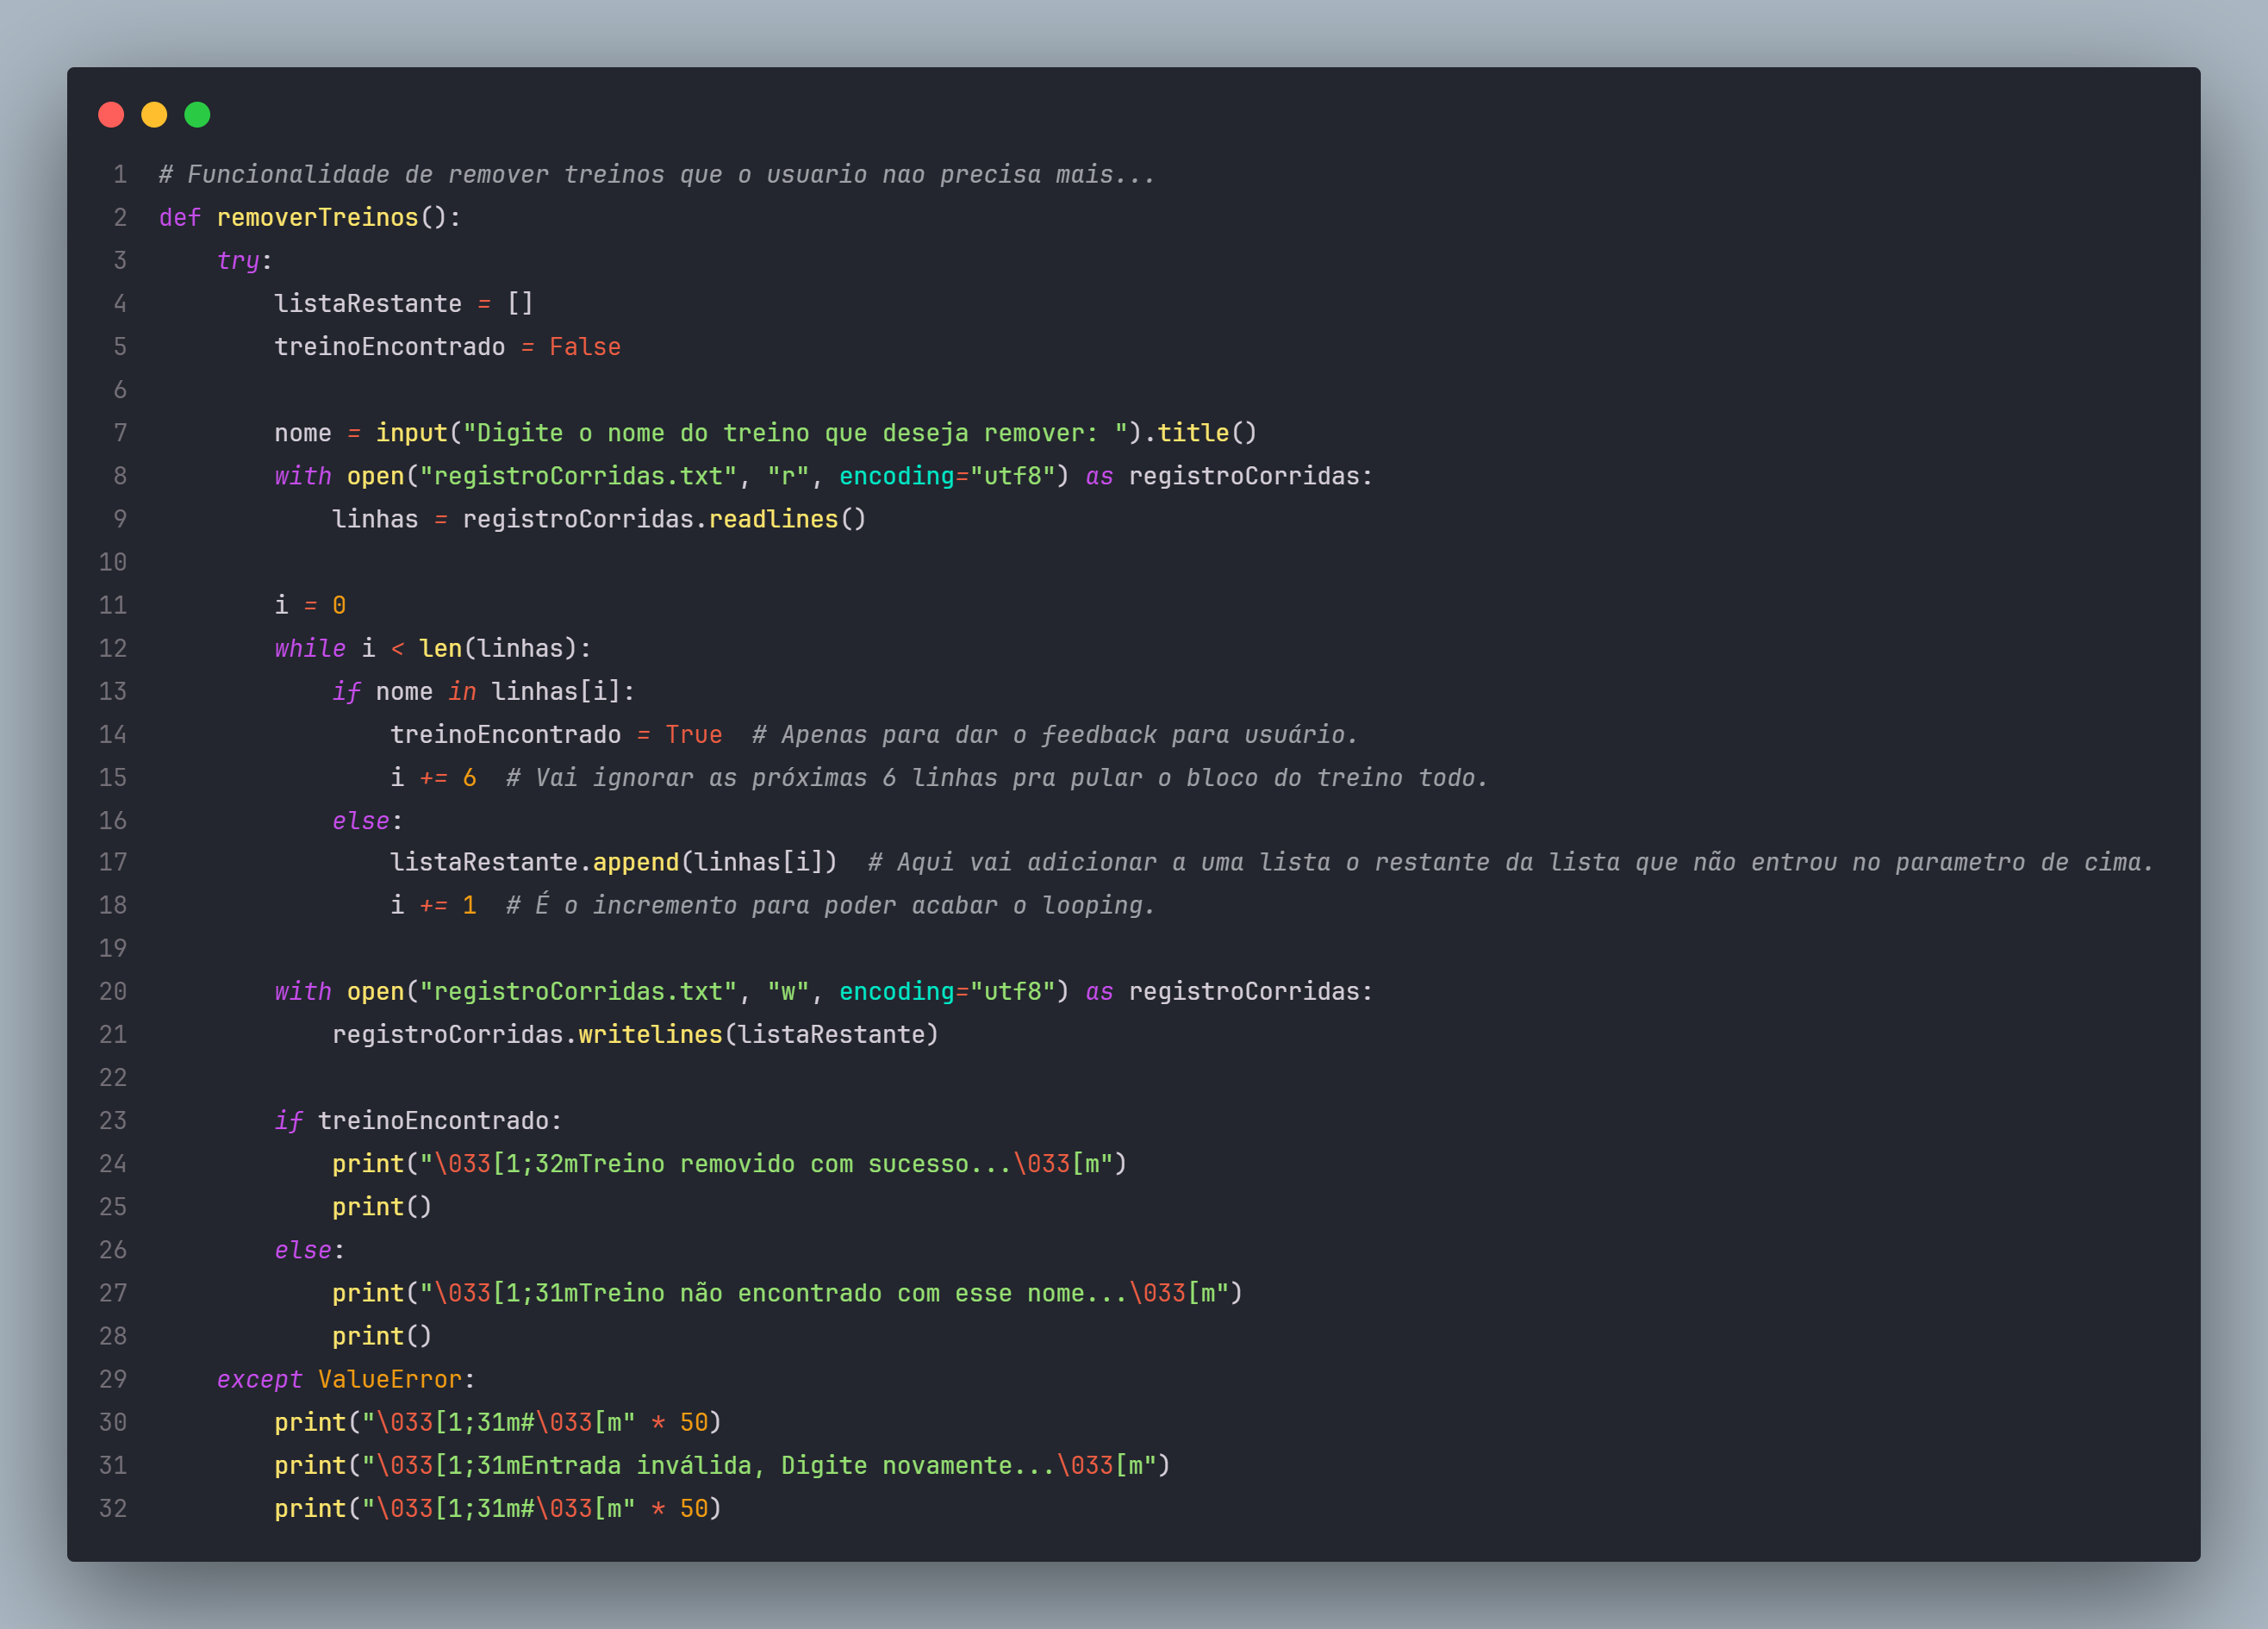 1 # Funcionalidade de remover treinos que o usuario nao precisa mais...
2 def removerTreinos():
3     try:
4         listaRestante = []
5         treinoEncontrado = False
6
7         nome = input("Digite o nome do treino que deseja remover: ").title()
8         with open("registroCorridas.txt", "r", encoding="utf8") as registroCorridas:
9             linhas = registroCorridas.readlines()
10
11         i = 0
12         while i < len(linhas):
13             if nome in linhas[i]:
14                 treinoEncontrado = True  # Apenas para dar o feedback para usuário.
15                 i += 6  # Vai ignorar as próximas 6 linhas pra pular o bloco do treino todo.
16             else:
17                 listaRestante.append(linhas[i])  # Aqui vai adicionar a uma lista o restante da lista que não entrou no parametro de cima.
18                 i += 1  # É o incremento para poder acabar o looping.
19
20         with open("registroCorridas.txt", "w", encoding="utf8") as registroCorridas:
21             registroCorridas.writelines(listaRestante)
22
23         if treinoEncontrado:
24             print("\033[1;32mTreino removido com sucesso...\033[m")
25             print()
26         else:
27             print("\033[1;31mTreino não encontrado com esse nome...\033[m")
28             print()
29     except ValueError:
30         print("\033[1;31m#\033[m" * 50)
31         print("\033[1;31mEntrada inválida, Digite novamente...\033[m")
32         print("\033[1;31m#\033[m" * 50)